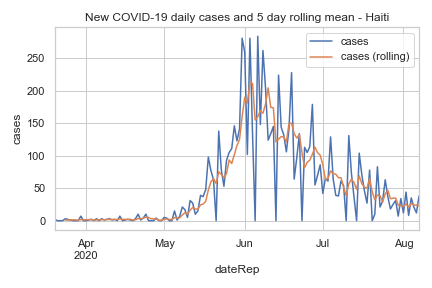 New COVID-19 daily cases and 5 day rolling mean - Haiti
cases
cases (rolling)
250
200
150
100
50
0
cases
Apr
2020
May
Jun
Jul
Aug
dateRep